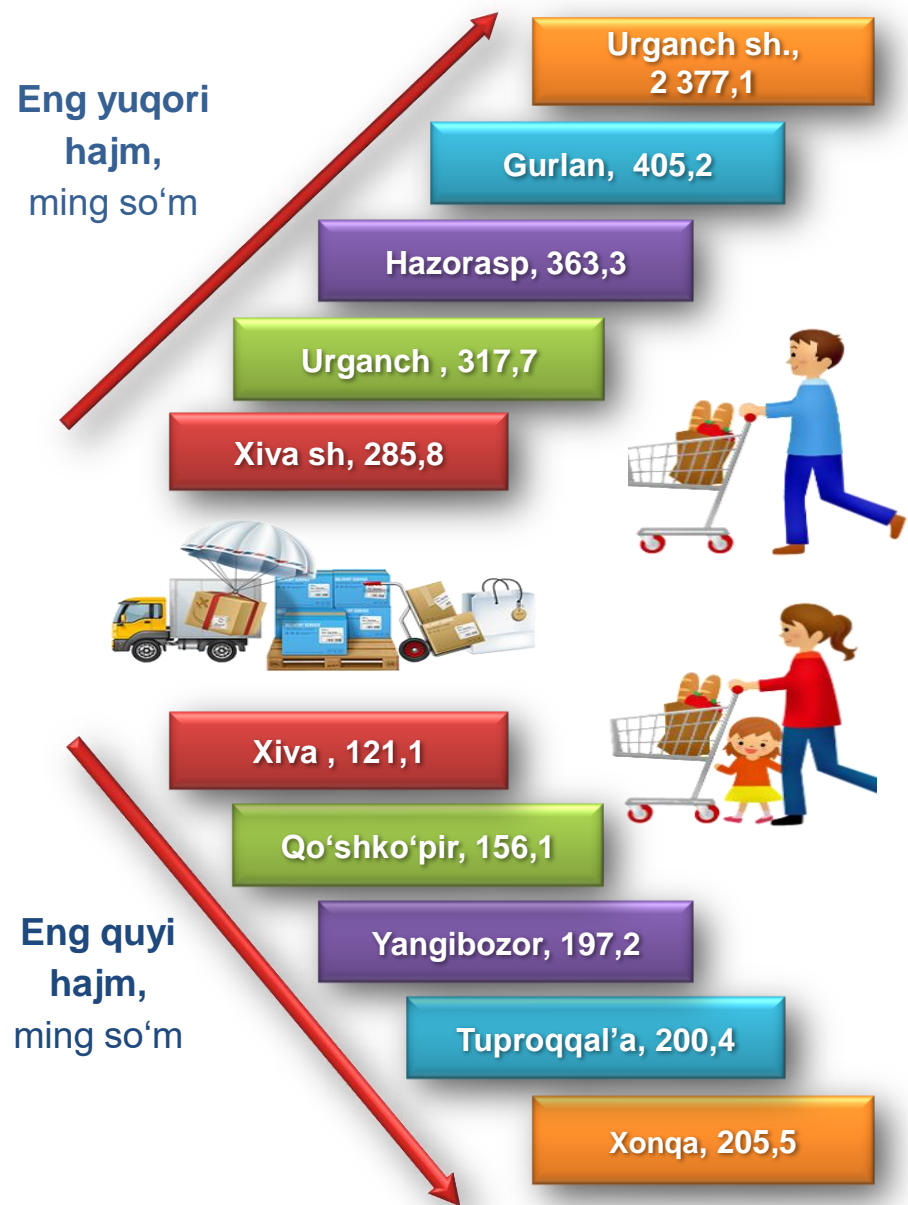 Eng yuqori
hajm,
ming so‘m
Urganch sh.,
2 377,1
Gurlan, 405,2
Hazorasp, 363,3
Urganch , 317,7
Xiva sh, 285,8
Xiva , 121,1
Qo‘shko‘pir, 156,1
Yangibozor, 197,2
Tuproqqal’a, 200,4
Xonqa, 205,5
Eng quyi
hajm,
ming so‘m